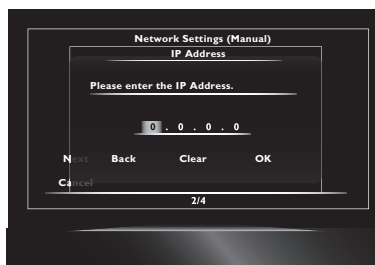 Network Settings (Manual)
IP Address
Please enter the IP Address.
0 . 0 . 0 . 0
Next Back Clear OK
Cancel
2/4